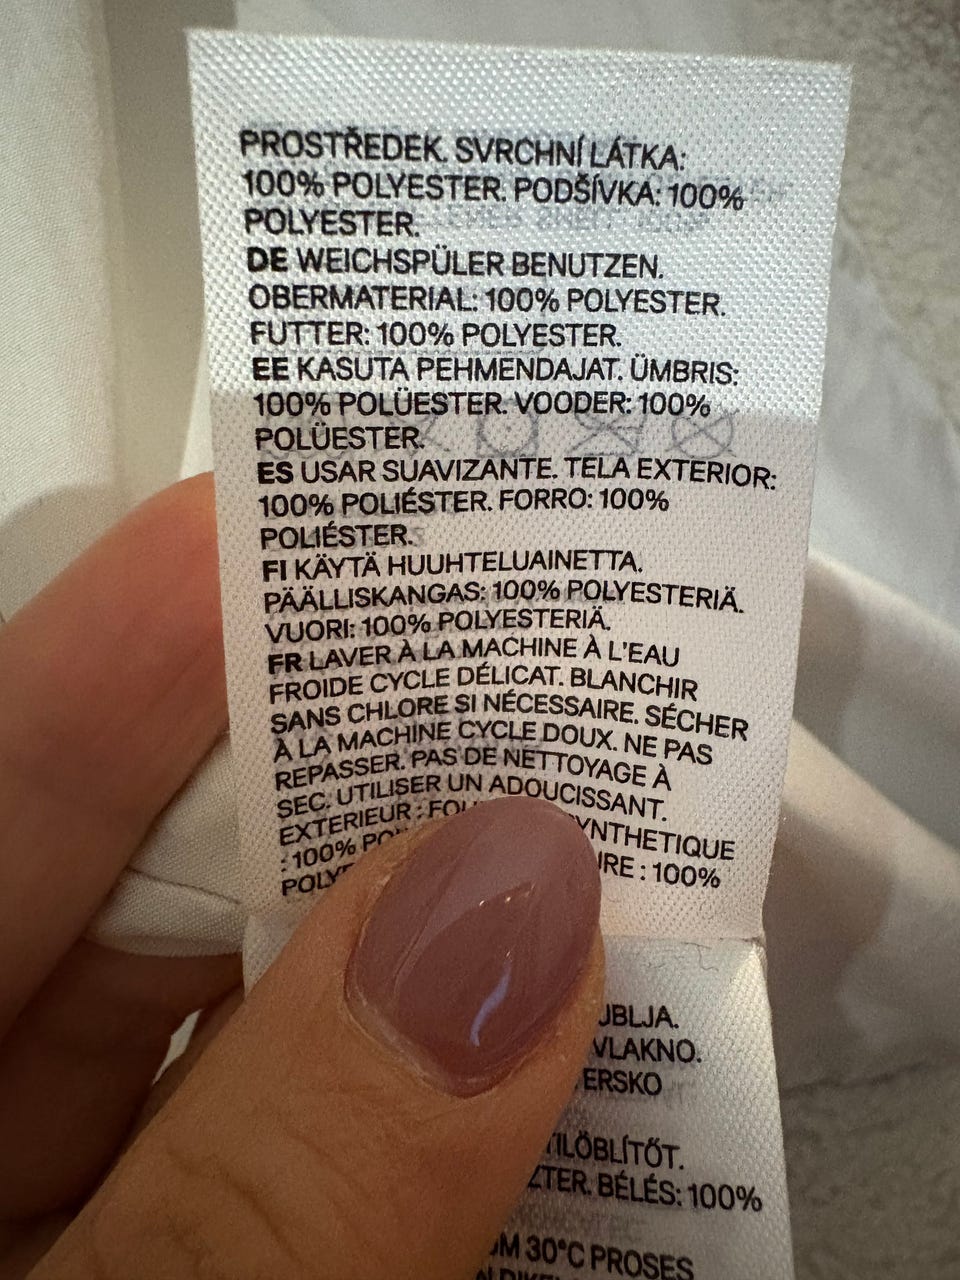 PROSTŘEDEK. SVRCHNÍ LÁTKA:
100% POLYESTER. PODŠÍVKA: 100%
POLYESTER.
DE WEICHSPÜLER BENUTZEN.
OBERMATERIAL: 100% POLYESTER.
FUTTER: 100% POLYESTER.
EE KASUTA PEHMENDAJAT. ÜMBRIS:
100% POLÜESTER. VOODER: 100%
POLÜESTER.
ES USAR SUAVIZANTE. TELA EXTERIOR:
100% POLIÉSTER. FORRO: 100%
POLIÉSTER.
FI KÄYTÄ HUUHTELUAINETTA.
PÄÄLLISKANGAS: 100% POLYESTERIÄ.
VUORI: 100% POLYESTERIÄ.
FR LAVER À LA MACHINE À L'EAU
FROIDE CYCLE DÉLICAT. BLANCHIR
SANS CHLORE SI NÉCESSAIRE. SÉCHER
À LA MACHINE CYCLE DOUX. NE PAS
REPASSER. PAS DE NETTOYAGE À
SEC. UTILISER UN ADOUCISSANT.
EXTERIEUR :
: 100%
: 100%
BÉLÉS: 100%
30°C PROSES